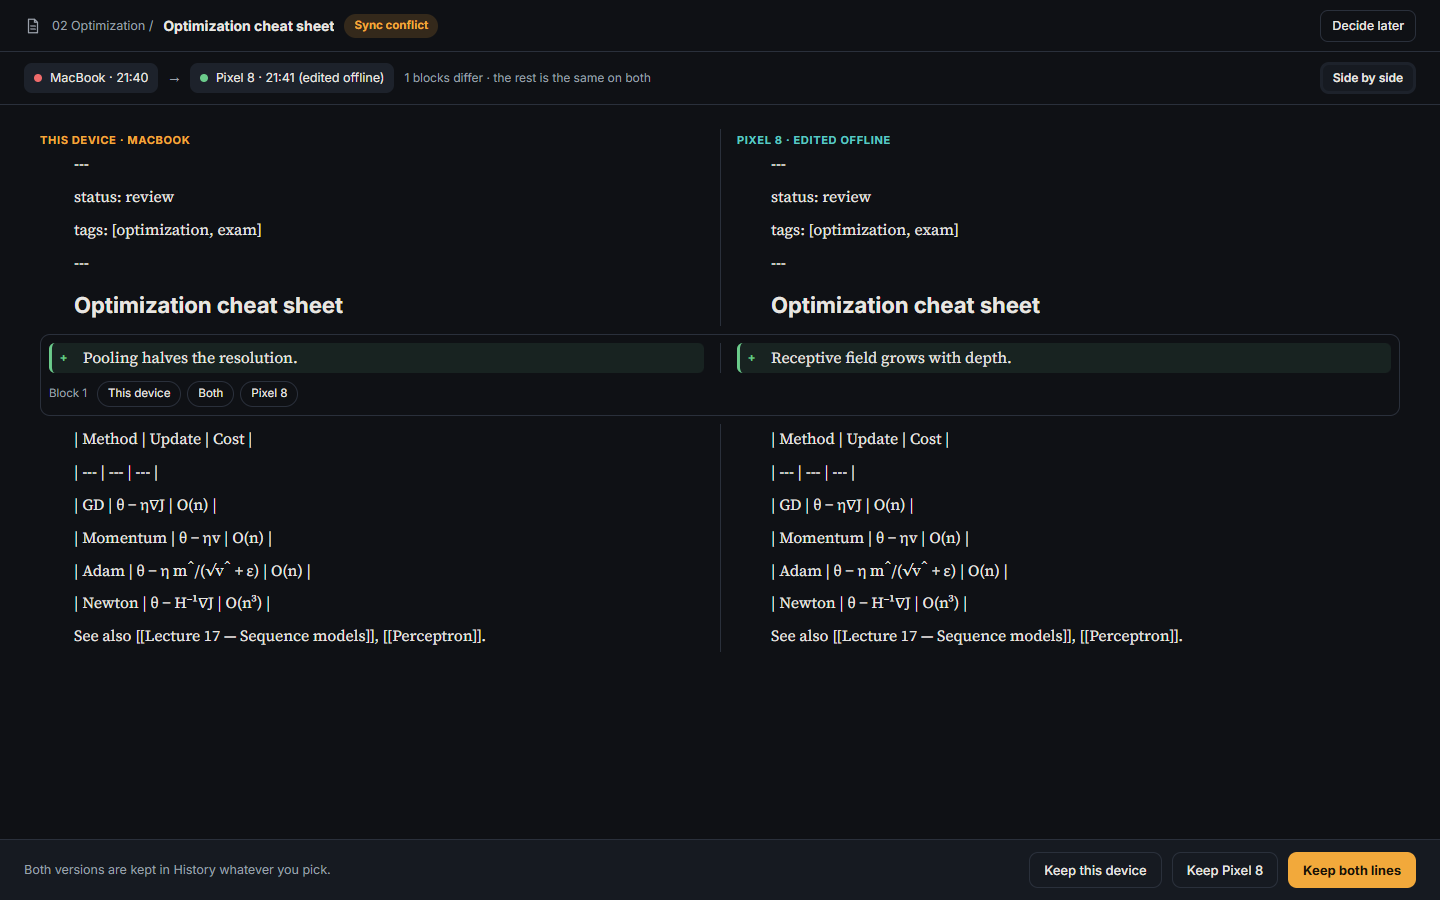 02 Optimization / Optimization cheat sheet Sync conflict Decide later
MacBook · 21:40 → Pixel 8 · 21:41 (edited offline) 1 blocks differ · the rest is the same on both Side by side
THIS DEVICE · MACBOOK
---
status: review
tags: [optimization, exam]
---
Optimization cheat sheet
PIXEL 8 · EDITED OFFLINE
---
status: review
tags: [optimization, exam]
---
Optimization cheat sheet
+ Pooling halves the resolution.
+ Receptive field grows with depth.
Block 1 This device Both Pixel 8
| Method | Update | Cost |
| --- | --- | --- |
| GD | θ − η∇J | O(n) |
| Momentum | θ − ηv | O(n) |
| Adam | θ − η m̂/(√v̂ + ε) | O(n) |
| Newton | θ − H⁻¹∇J | O(n³) |
See also [[Lecture 17 — Sequence models]], [[Perceptron]].
| Method | Update | Cost |
| --- | --- | --- |
| GD | θ − η∇J | O(n) |
| Momentum | θ − ηv | O(n) |
| Adam | θ − η m̂/(√v̂ + ε) | O(n) |
| Newton | θ − H⁻¹∇J | O(n³) |
See also [[Lecture 17 — Sequence models]], [[Perceptron]].
Both versions are kept in History whatever you pick. Keep this device Keep Pixel 8 Keep both lines